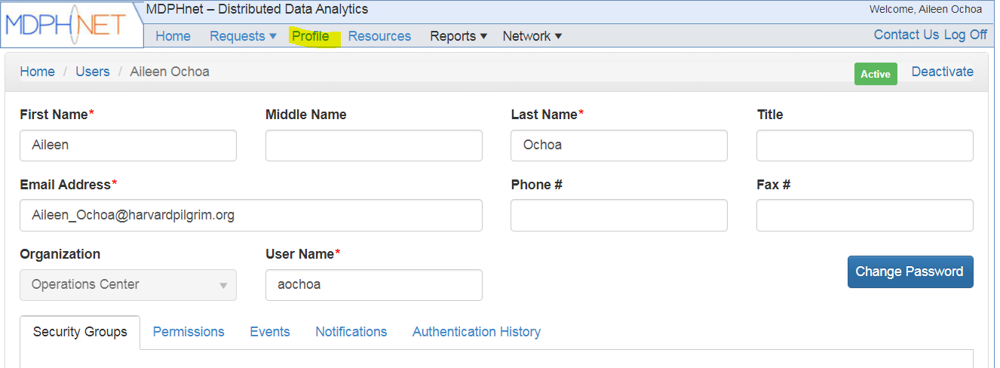 MDPHNET
MDPHnet – Distributed Data Analytics
Welcome, Aileen Ochoa
Home Requests Profile Resources Reports Network
Contact Us Log Off
Home / Users / Aileen Ochoa
Active Deactivate
First Name* Middle Name Last Name* Title
Aileen Ochoa
Email Address* Phone # Fax #
Aileen_Ochoa@harvardpilgrim.org
Organization User Name*
Operations Center aochoa
Change Password
Security Groups Permissions Events Notifications Authentication History